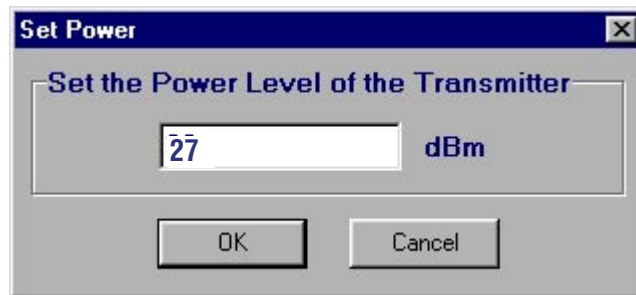 Set Power
Set the Power Level of the Transmitter
27 dBm
OK Cancel